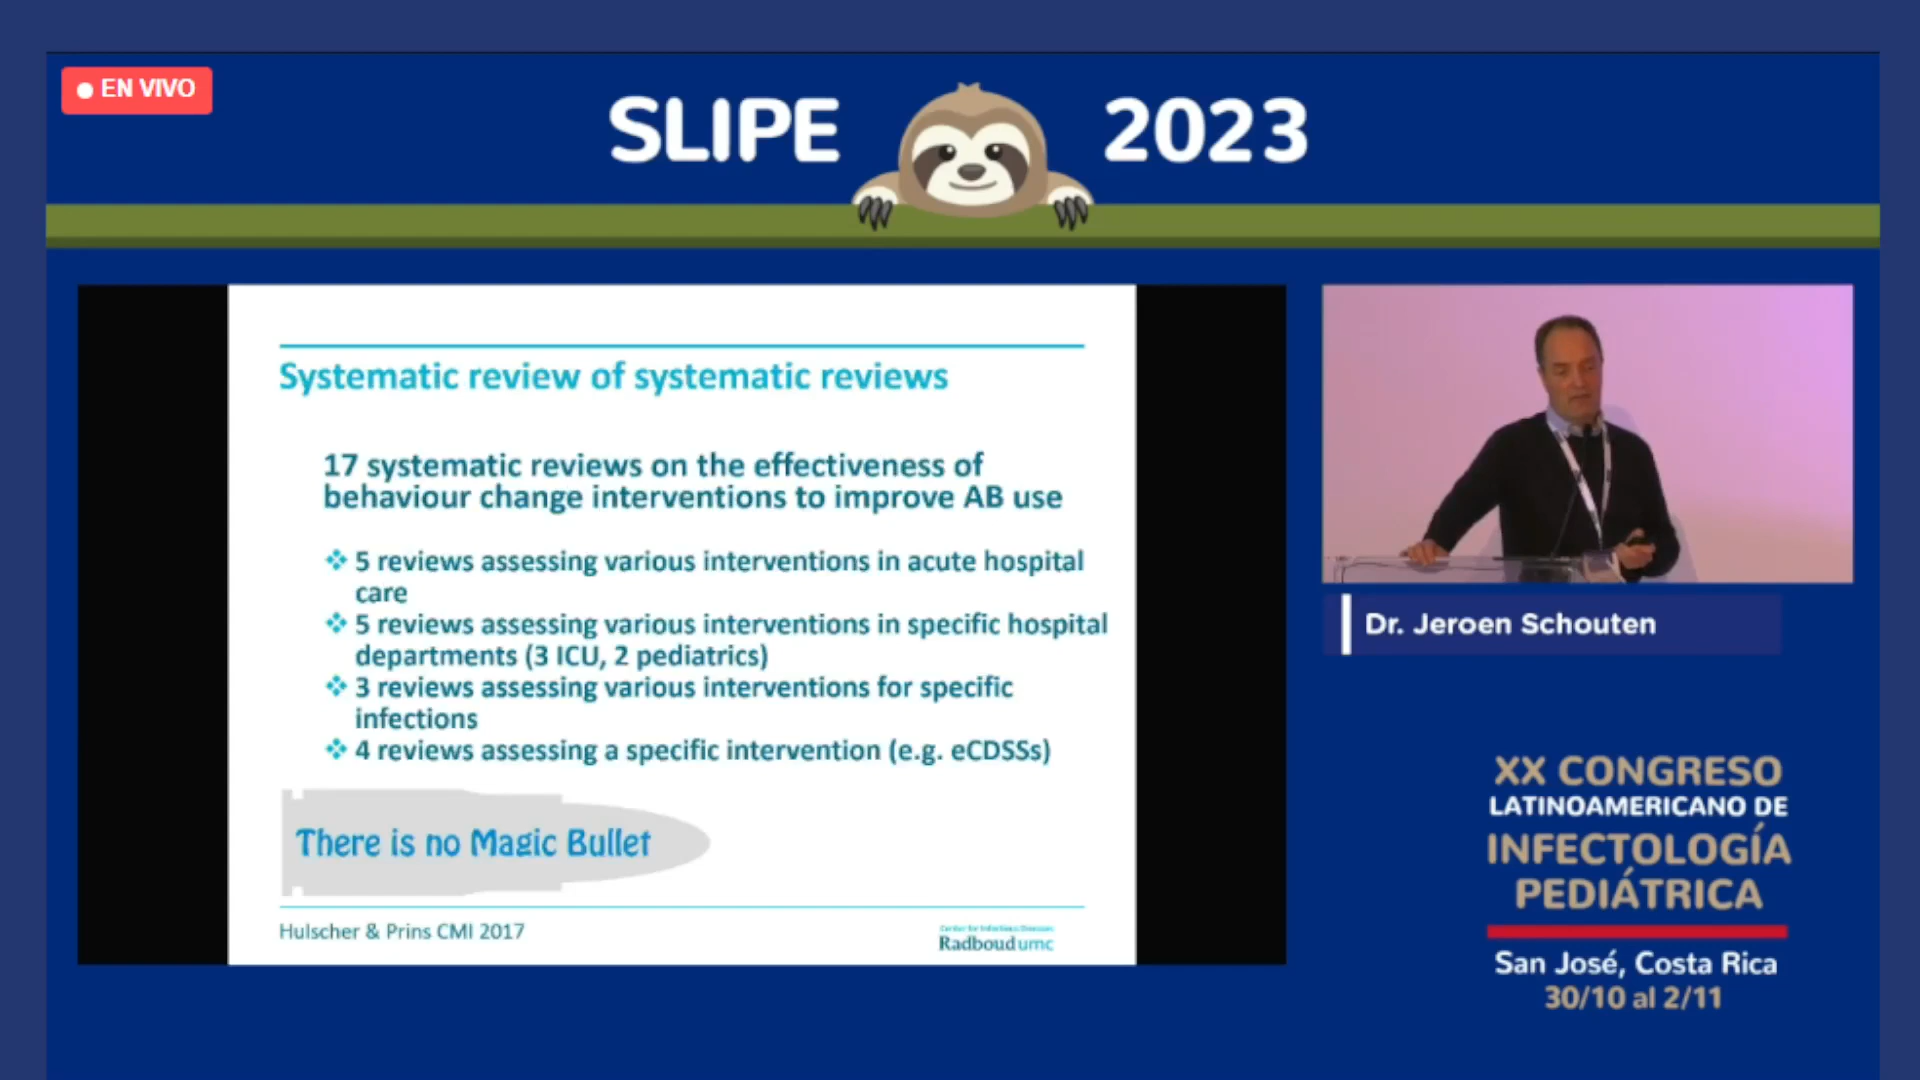 EN VIVO
SLIPE 2023
Systematic review of systematic reviews
17 systematic reviews on the effectiveness of
behaviour change interventions to improve AB use
5 reviews assessing various interventions in acute hospital
care
5 reviews assessing various interventions in specific hospital
departments (3 ICU, 2 pediatrics)
3 reviews assessing various interventions for specific
infections
4 reviews assessing a specific intervention (e.g. eCDSSs)
There is no Magic Bullet
Hulscher & Prins CMI 2017
Center for Infectious Diseases
Radboudumc
Dr. Jeroen Schouten
XX CONGRESO
LATINOAMERICANO DE
INFECTOLOGÍA
PEDIÁTRICA
San José, Costa Rica
30/10 al 2/11